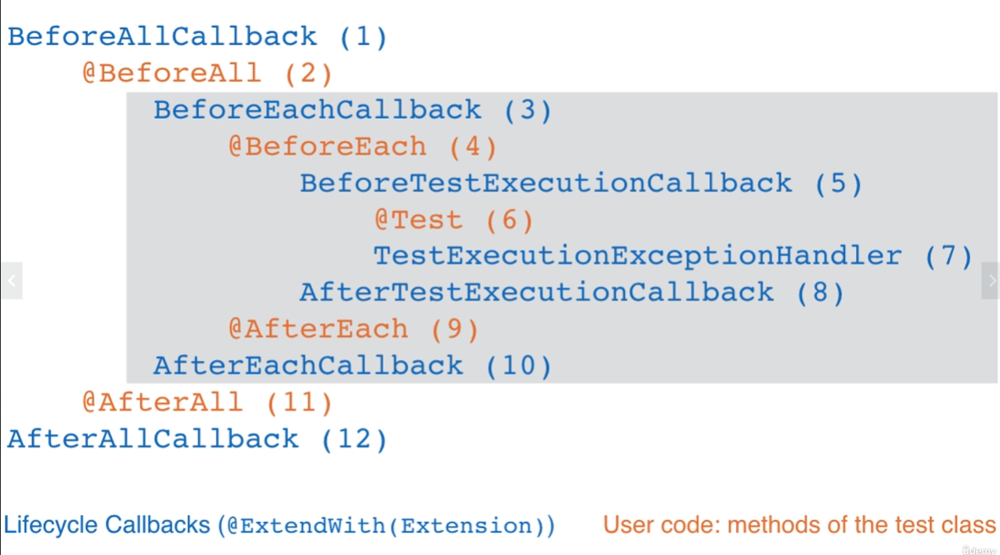 BeforeAllCallback (1)
@BeforeAll (2)
BeforeEachCallback (3)
@BeforeEach (4)
BeforeTestExecutionCallback (5)
@Test (6)
TestExecutionExceptionHandler (7)
AfterTestExecutionCallback (8)
@AfterEach (9)
AfterEachCallback (10)
@AfterAll (11)
AfterAllCallback (12)
Lifecycle Callbacks (@ExtendWith(Extension)) User code: methods of the test class
ûdemy